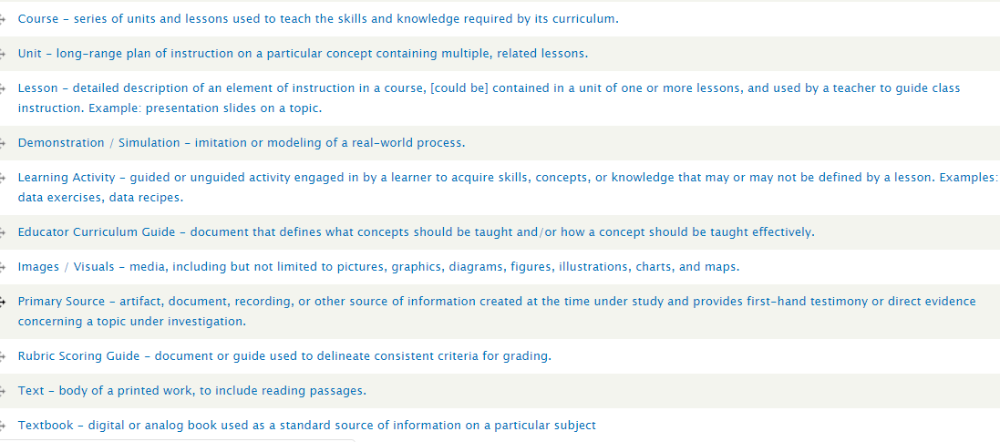 Course – series of units and lessons used to teach the skills and knowledge required by its curriculum.
Unit – long-range plan of instruction on a particular concept containing multiple, related lessons.
Lesson – detailed description of an element of instruction in a course, [could be] contained in a unit of one or more lessons, and used by a teacher to guide class
instruction. Example: presentation slides on a topic.
Demonstration / Simulation – imitation or modeling of a real-world process.
Learning Activity – guided or unguided activity engaged in by a learner to acquire skills, concepts, or knowledge that may or may not be defined by a lesson. Examples:
data exercises, data recipes.
Educator Curriculum Guide – document that defines what concepts should be taught and/or how a concept should be taught effectively.
Images / Visuals – media, including but not limited to pictures, graphics, diagrams, figures, illustrations, charts, and maps.
Primary Source – artifact, document, recording, or other source of information created at the time under study and provides first-hand testimony or direct evidence
concerning a topic under investigation.
Rubric Scoring Guide – document or guide used to delineate consistent criteria for grading.
Text – body of a printed work, to include reading passages.
Textbook – digital or analog book used as a standard source of information on a particular subject